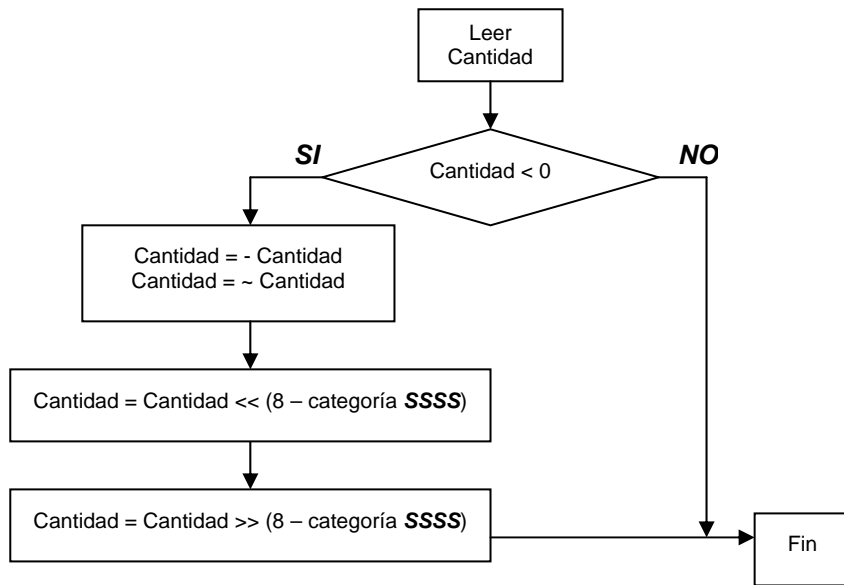 Leer
Cantidad
SI
NO
Cantidad < 0
Cantidad = - Cantidad
Cantidad = ~ Cantidad
Cantidad = Cantidad << (8 – categoría SSSS)
Cantidad = Cantidad >> (8 – categoría SSSS)
Fin